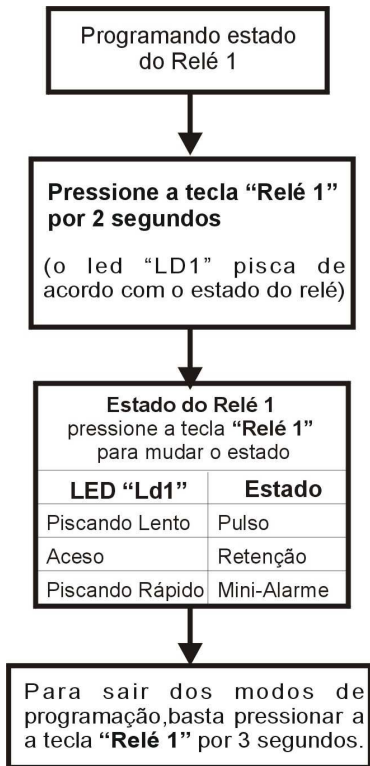 Programando estado
do Relé 1
Pressione a tecla “Relé 1”
por 2 segundos
(o led “LD1” pisca de
acordo com o estado do relé)
Estado do Relé 1
pressione a tecla “Relé 1”
para mudar o estado
LED “Ld1” Estado
Piscando Lento Pulso
Aceso Retenção
Piscando Rápido Mini-Alarme
Para sair dos modos de
programação,basta pressionar a
a tecla “Relé 1” por 3 segundos.